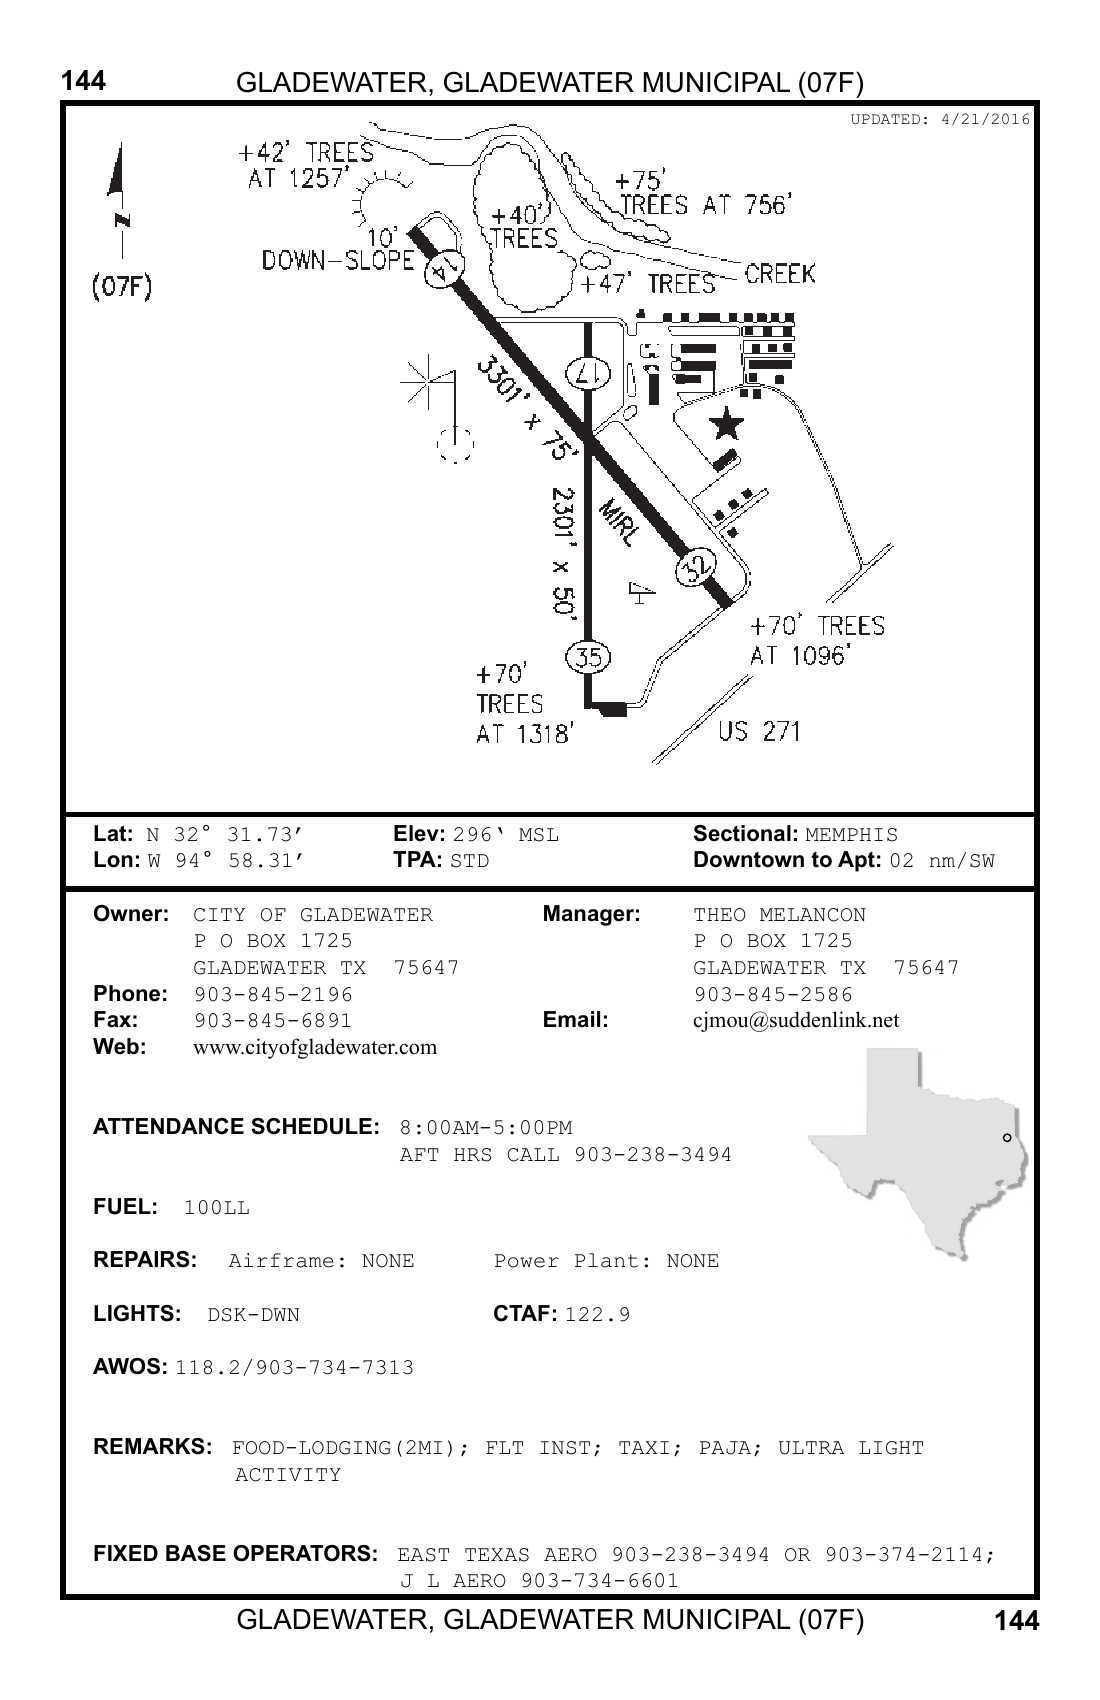 144 GLADEWATER, GLADEWATER MUNICIPAL (07F)
UPDATED: 4/21/2016
+42' TREES
AT 1257'
+75'
TREES AT 756'
+40'
TREES
10'
DOWN-SLOPE
N
(07F)
14
+47' TREES
CREEK
17
3301' x 75'
2301' x 50'
MIRL
32
35
+70' TREES
AT 1096'
+70'
TREES
AT 1318'
US 271
Lat: N 32° 31.73′ Elev: 296‘ MSL Sectional: MEMPHIS
Lon: W 94° 58.31′ TPA: STD Downtown to Apt: 02 nm/SW
Owner: CITY OF GLADEWATER Manager: THEO MELANCON
P O BOX 1725 P O BOX 1725
GLADEWATER TX 75647 GLADEWATER TX 75647
Phone: 903-845-2196 903-845-2586
Fax: 903-845-6891 Email: cjmou@suddenlink.net
Web: www.cityofgladewater.com
ATTENDANCE SCHEDULE: 8:00AM-5:00PM
AFT HRS CALL 903-238-3494
FUEL: 100LL
REPAIRS: Airframe: NONE Power Plant: NONE
LIGHTS: DSK-DWN CTAF: 122.9
AWOS: 118.2/903-734-7313
REMARKS: FOOD-LODGING(2MI); FLT INST; TAXI; PAJA; ULTRA LIGHT
ACTIVITY
FIXED BASE OPERATORS: EAST TEXAS AERO 903-238-3494 OR 903-374-2114;
J L AERO 903-734-6601
GLADEWATER, GLADEWATER MUNICIPAL (07F) 144